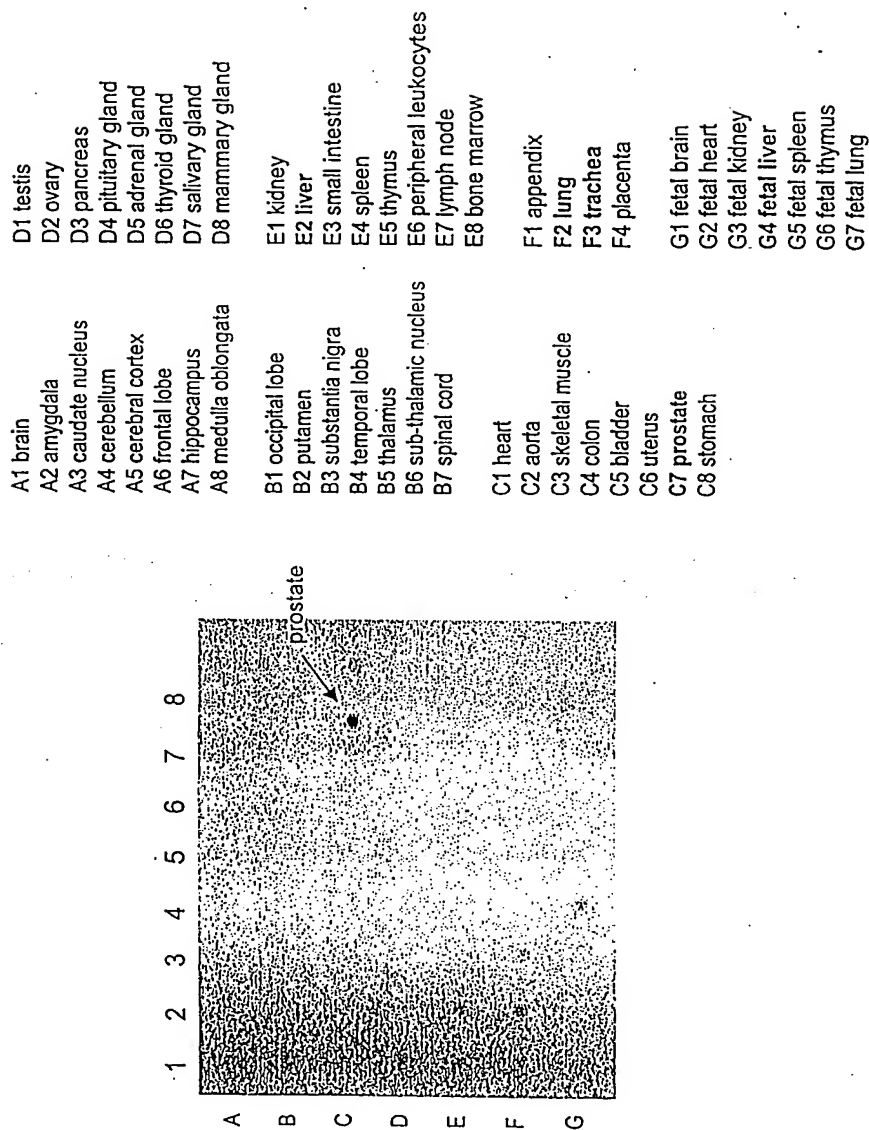 A1 brain
A2 amygdala
A3 caudate nucleus
A4 cerebellum
A5 cerebral cortex
A6 frontal lobe
A7 hippocampus
A8 medulla oblongata
B1 occipital lobe
B2 putamen
B3 substantia nigra
B4 temporal lobe
B5 thalamus
B6 sub-thalamic nucleus
B7 spinal cord
C1 heart
C2 aorta
C3 skeletal muscle
C4 colon
C5 bladder
C6 uterus
C7 prostate
C8 stomach
D1 testis
D2 ovary
D3 pancreas
D4 pituitary gland
D5 adrenal gland
D6 thyroid gland
D7 salivary gland
D8 mammary gland
E1 kidney
E2 liver
E3 small intestine
E4 spleen
E5 thymus
E6 peripheral leukocytes
E7 lymph node
E8 bone marrow
F1 appendix
F2 lung
F3 trachea
F4 placenta
G1 fetal brain
G2 fetal heart
G3 fetal kidney
G4 fetal liver
G5 fetal spleen
G6 fetal thymus
G7 fetal lung
1 2 3 4 5 6 7 8
A
B
C
D
E
F
G
prostate